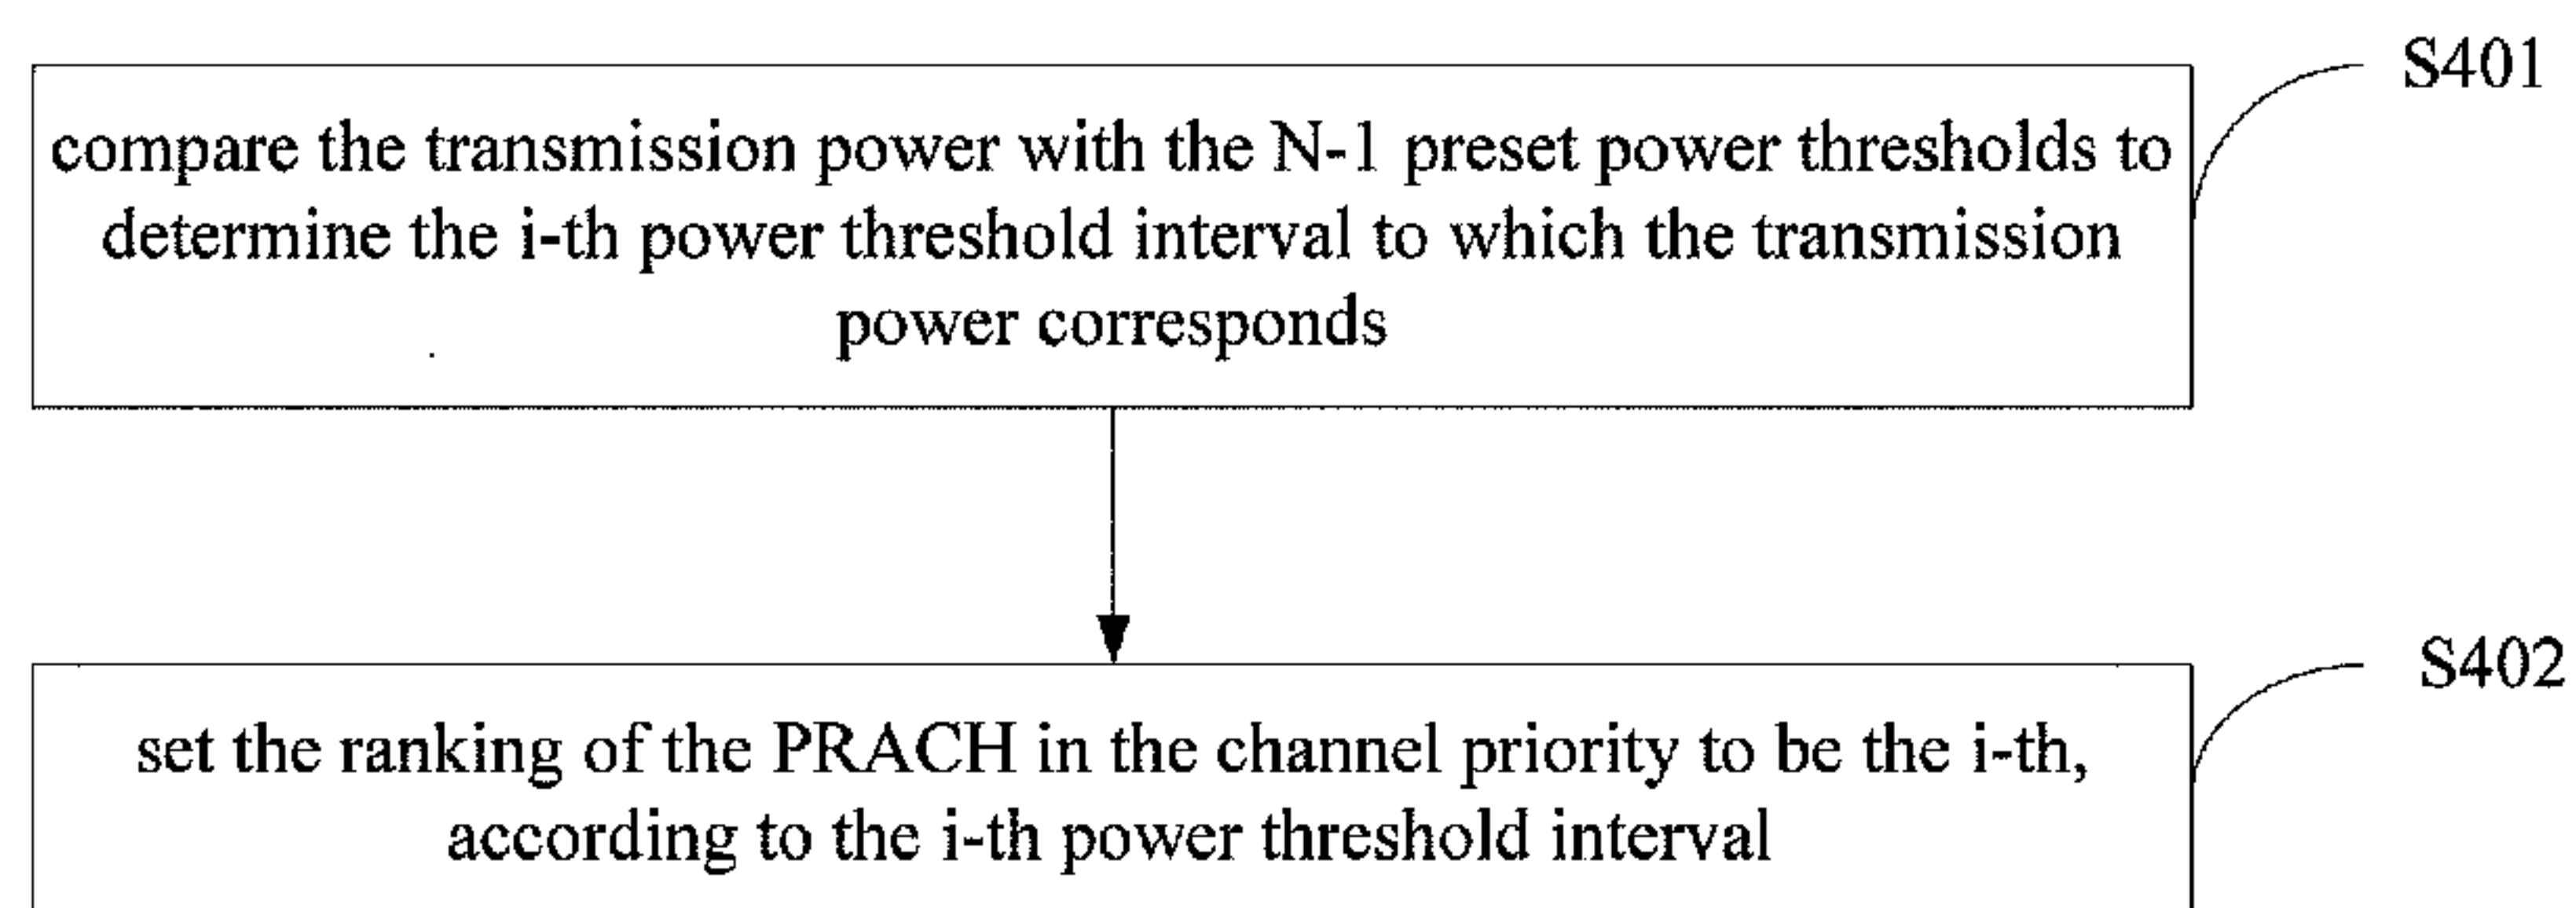 S401
compare the transmission power with the N-1 preset power thresholds to
determine the i-th power threshold interval to which the transmission
power corresponds
S402
set the ranking of the PRACH in the channel priority to be the i-th,
according to the i-th power threshold interval